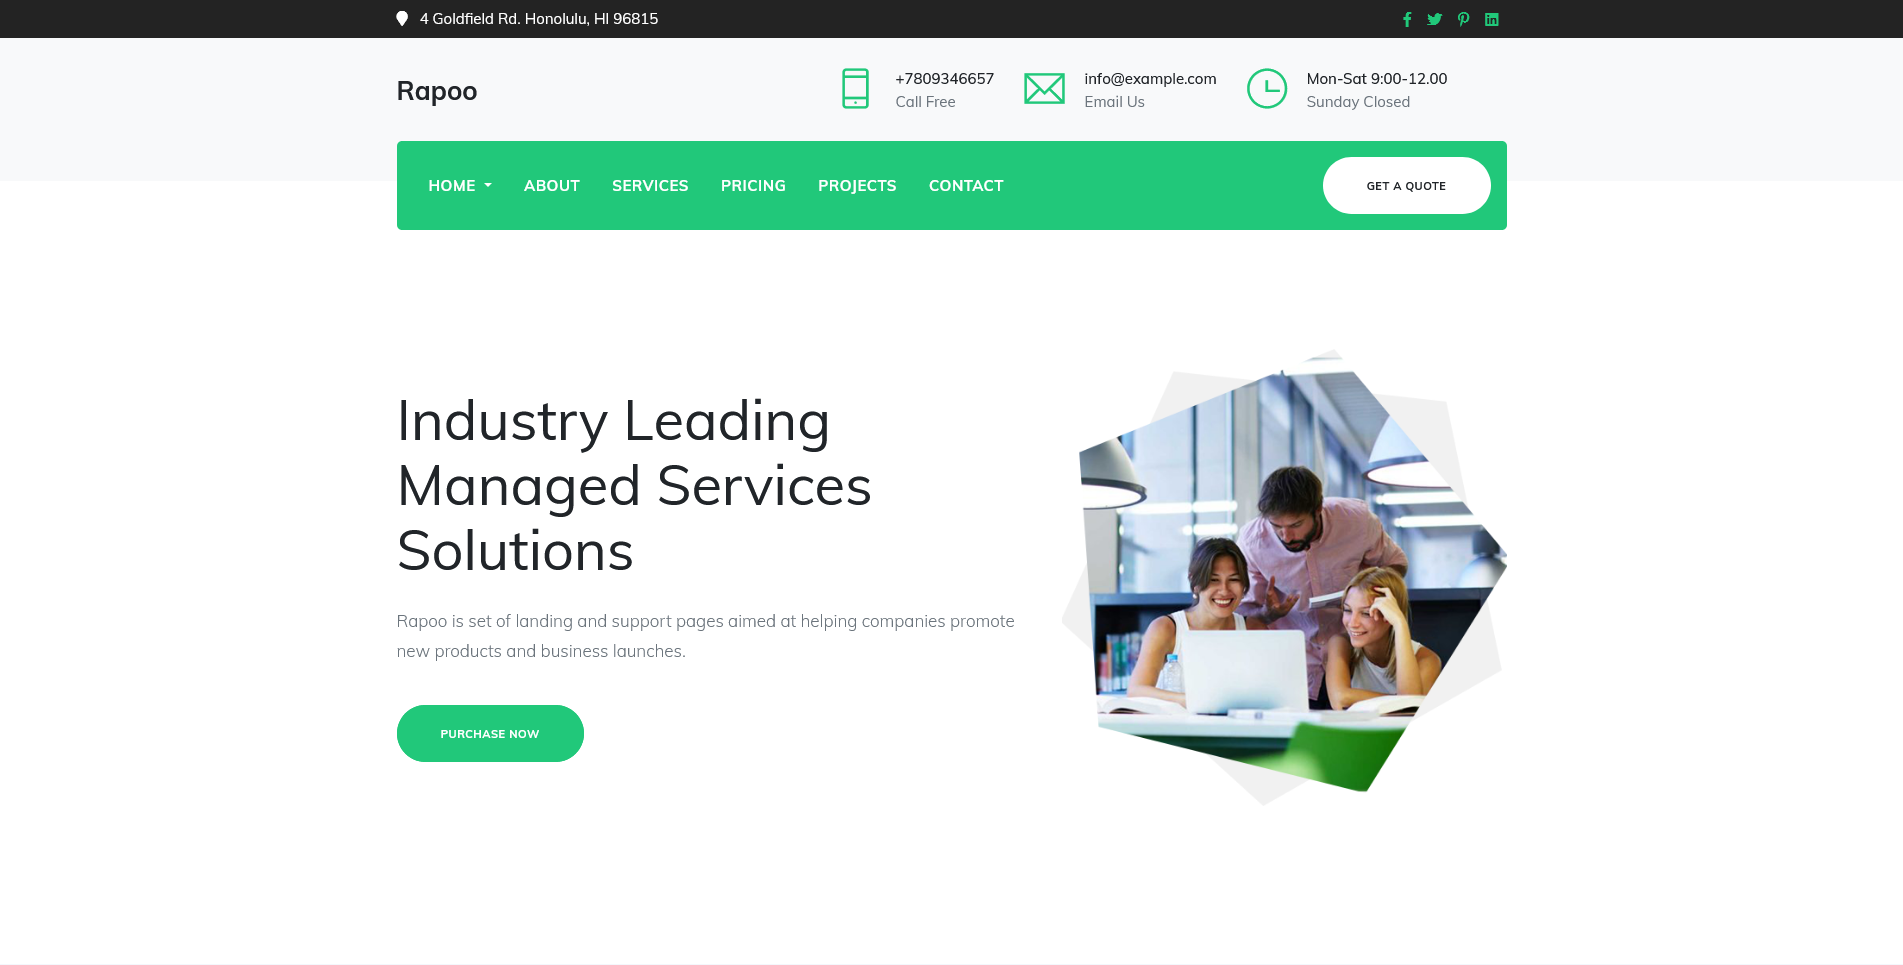 4 Goldfield Rd. Honolulu, HI 96815
Rapoo
+7809346657
Call Free
info@example.com
Email Us
Mon-Sat 9:00-12.00
Sunday Closed
HOME ABOUT SERVICES PRICING PROJECTS CONTACT
GET A QUOTE
Industry Leading
Managed Services
Solutions
Rapoo is set of landing and support pages aimed at helping companies promote
new products and business launches.
PURCHASE NOW